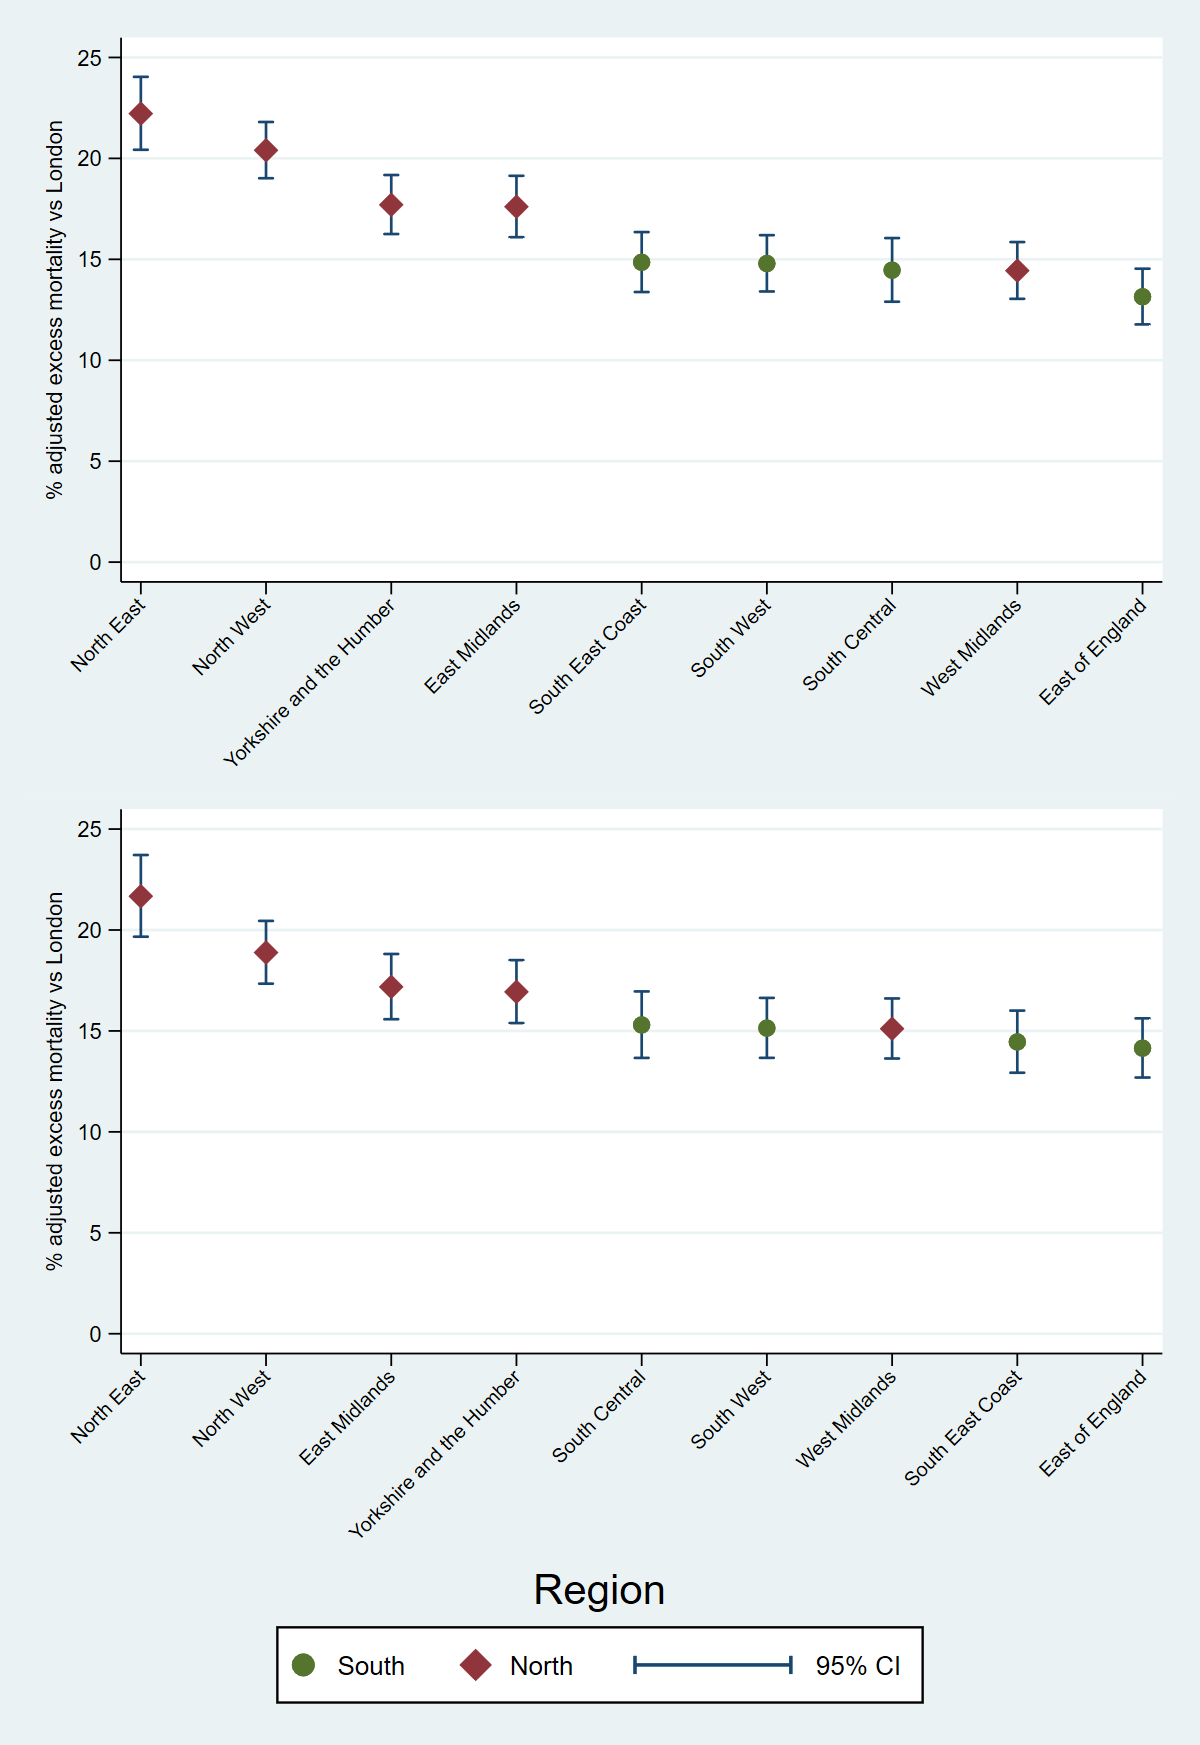 % adjusted excess mortality vs London
25
20
15
10
5
0
North East
North West
Yorkshire and the Humber
East Midlands
South East Coast
South West
South Central
West Midlands
East of England
% adjusted excess mortality vs London
25
20
15
10
5
0
North East
North West
East Midlands
Yorkshire and the Humber
South Central
South West
West Midlands
South East Coast
East of England
Region
South North 95% CI